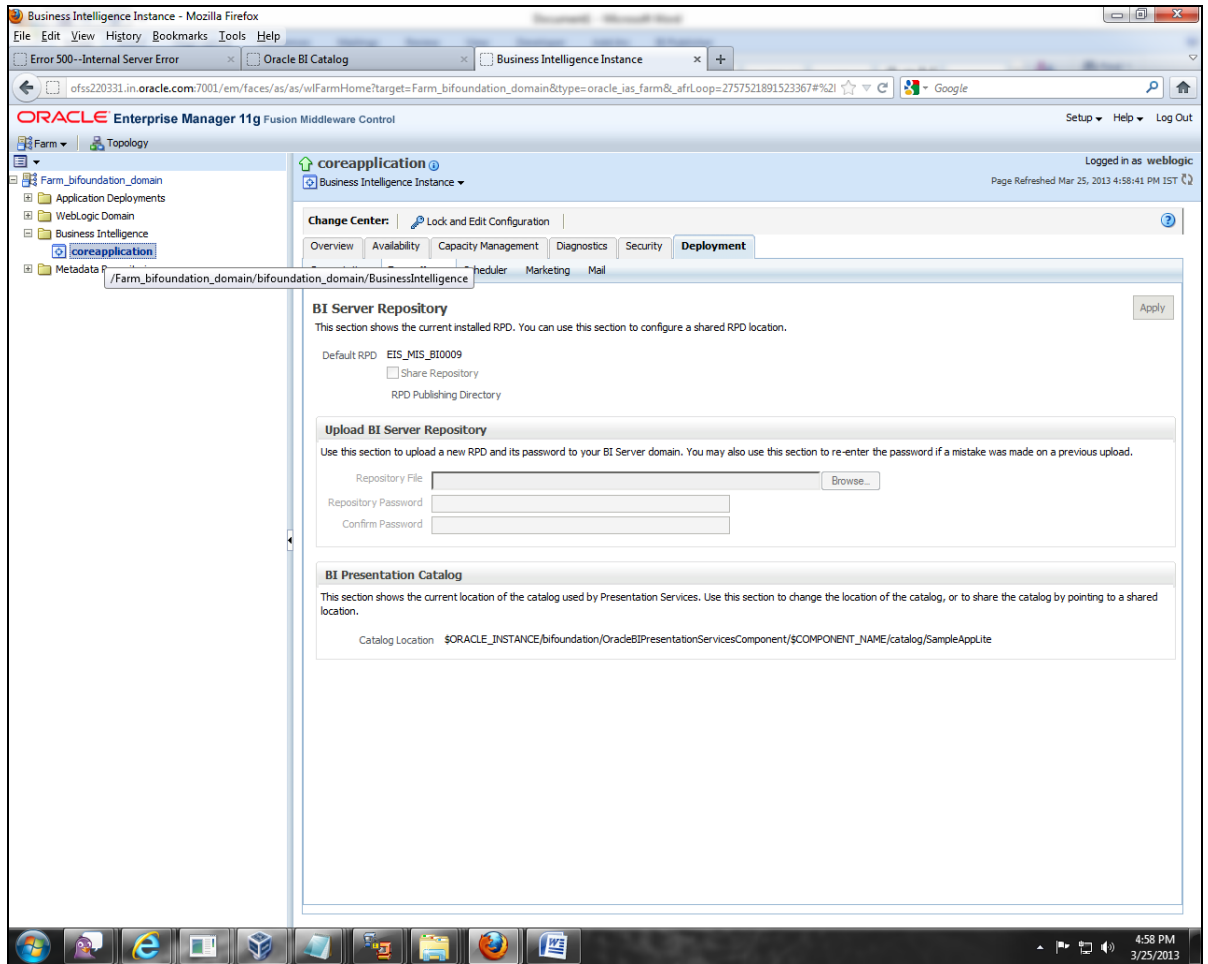 Business Intelligence Instance - Mozilla Firefox
File Edit View History Bookmarks Tools Help
Error 500--Internal Server Error × Oracle BI Catalog × Business Intelligence Instance × +
ofss220331.in.oracle.com:7001/em/faces/as/as/wlFarmHome?target=Farm_bifoundation_domain&type=oracle_ias_farm&_afrLoop=2757521891523367#%2I Google
ORACLE Enterprise Manager 11g Fusion Middleware Control Setup Help Log Out
Farm Topology
Farm_bifoundation_domain
Application Deployments
WebLogic Domain
Business Intelligence
coreapplication
Metadata
/Farm_bifoundation_domain/bifoundation_domain/BusinessIntelligence
coreapplication Logged in as weblogic
Business Intelligence Instance Page Refreshed Mar 25, 2013 4:58:41 PM IST
Change Center: Lock and Edit Configuration
Overview Availability Capacity Management Diagnostics Security Deployment
Marketing Mail
BI Server Repository Apply
This section shows the current installed RPD. You can use this section to configure a shared RPD location.
Default RPD EIS_MIS_BI0009
Share Repository
RPD Publishing Directory
Upload BI Server Repository
Use this section to upload a new RPD and its password to your BI Server domain. You may also use this section to re-enter the password if a mistake was made on a previous upload.
Repository File Browse...
Repository Password
Confirm Password
BI Presentation Catalog
This section shows the current location of the catalog used by Presentation Services. Use this section to change the location of the catalog, or to share the catalog by pointing to a shared
location.
Catalog Location $ORACLE_INSTANCE/bifoundation/OracleBIPresentationServicesComponent/$COMPONENT_NAME/catalog/SampleAppLite
4:58 PM
3/25/2013